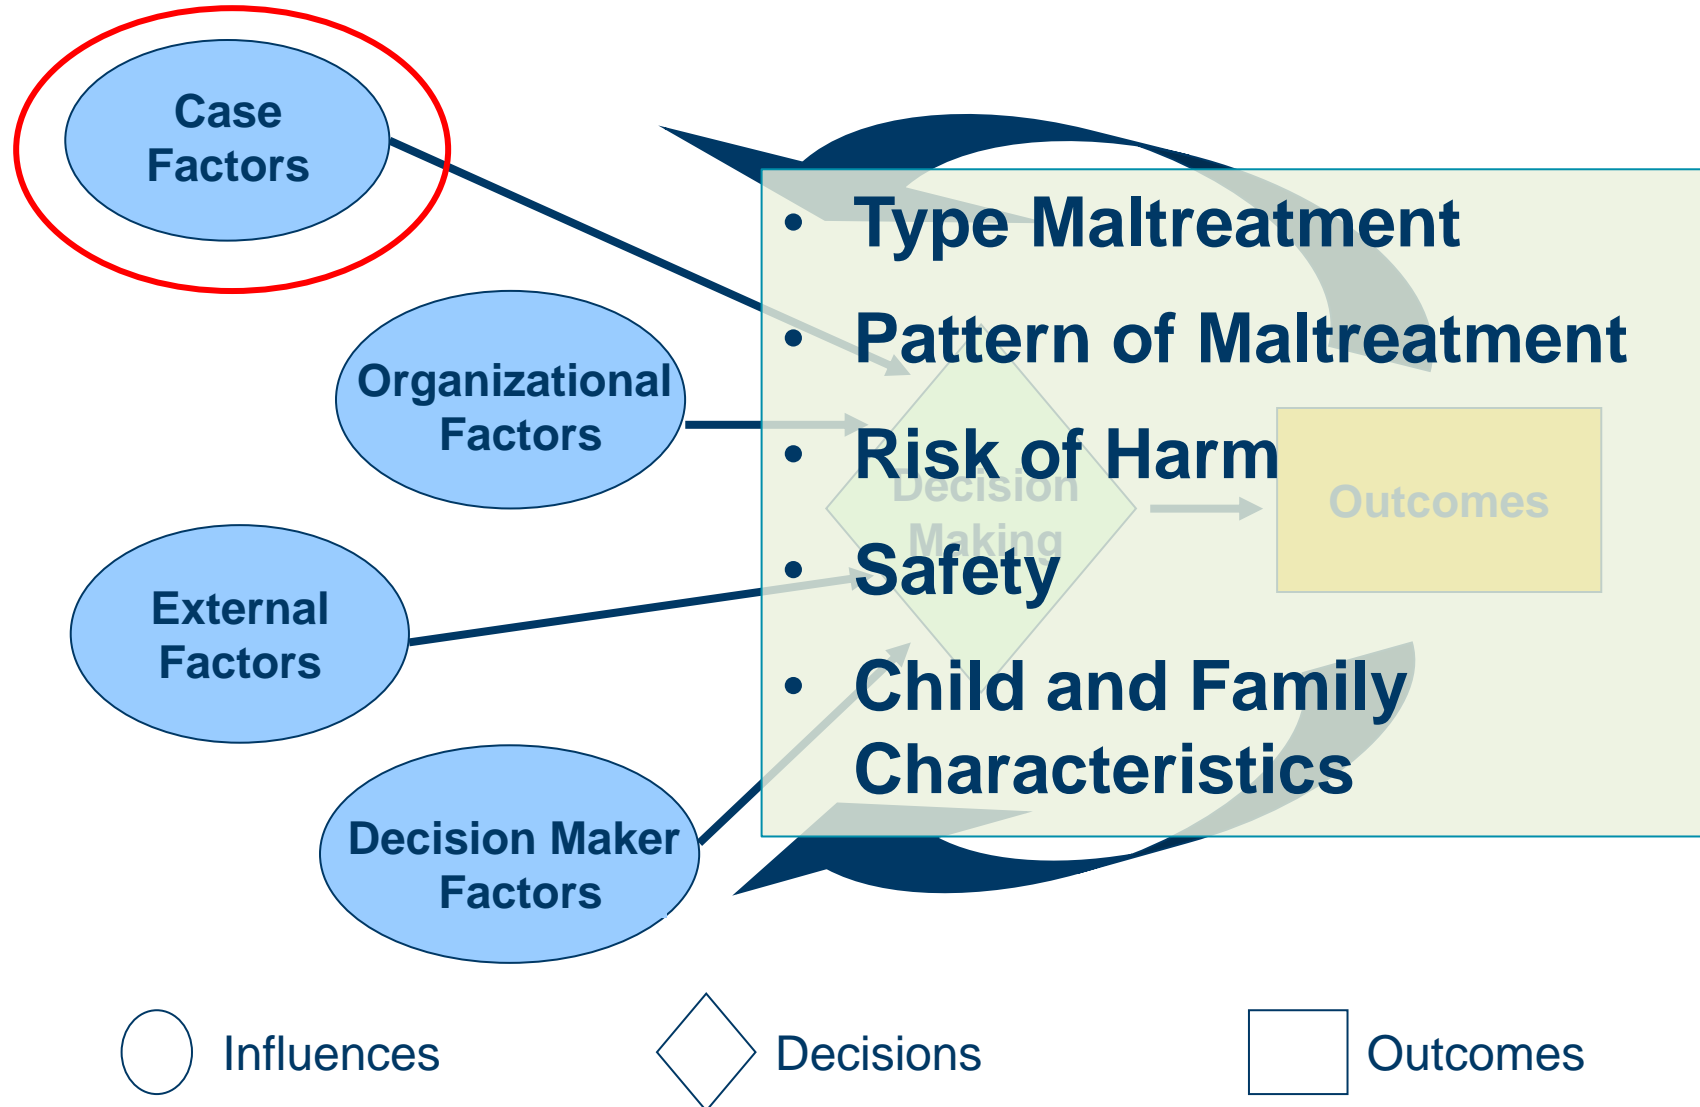 Case
Factors
Organizational
Factors
External
Factors
Decision Maker
Factors
• Type Maltreatment
• Pattern of Maltreatment
• Risk of Harm
• Safety
• Child and Family
Characteristics
Decision
Making
Outcomes
Influences
Decisions
Outcomes